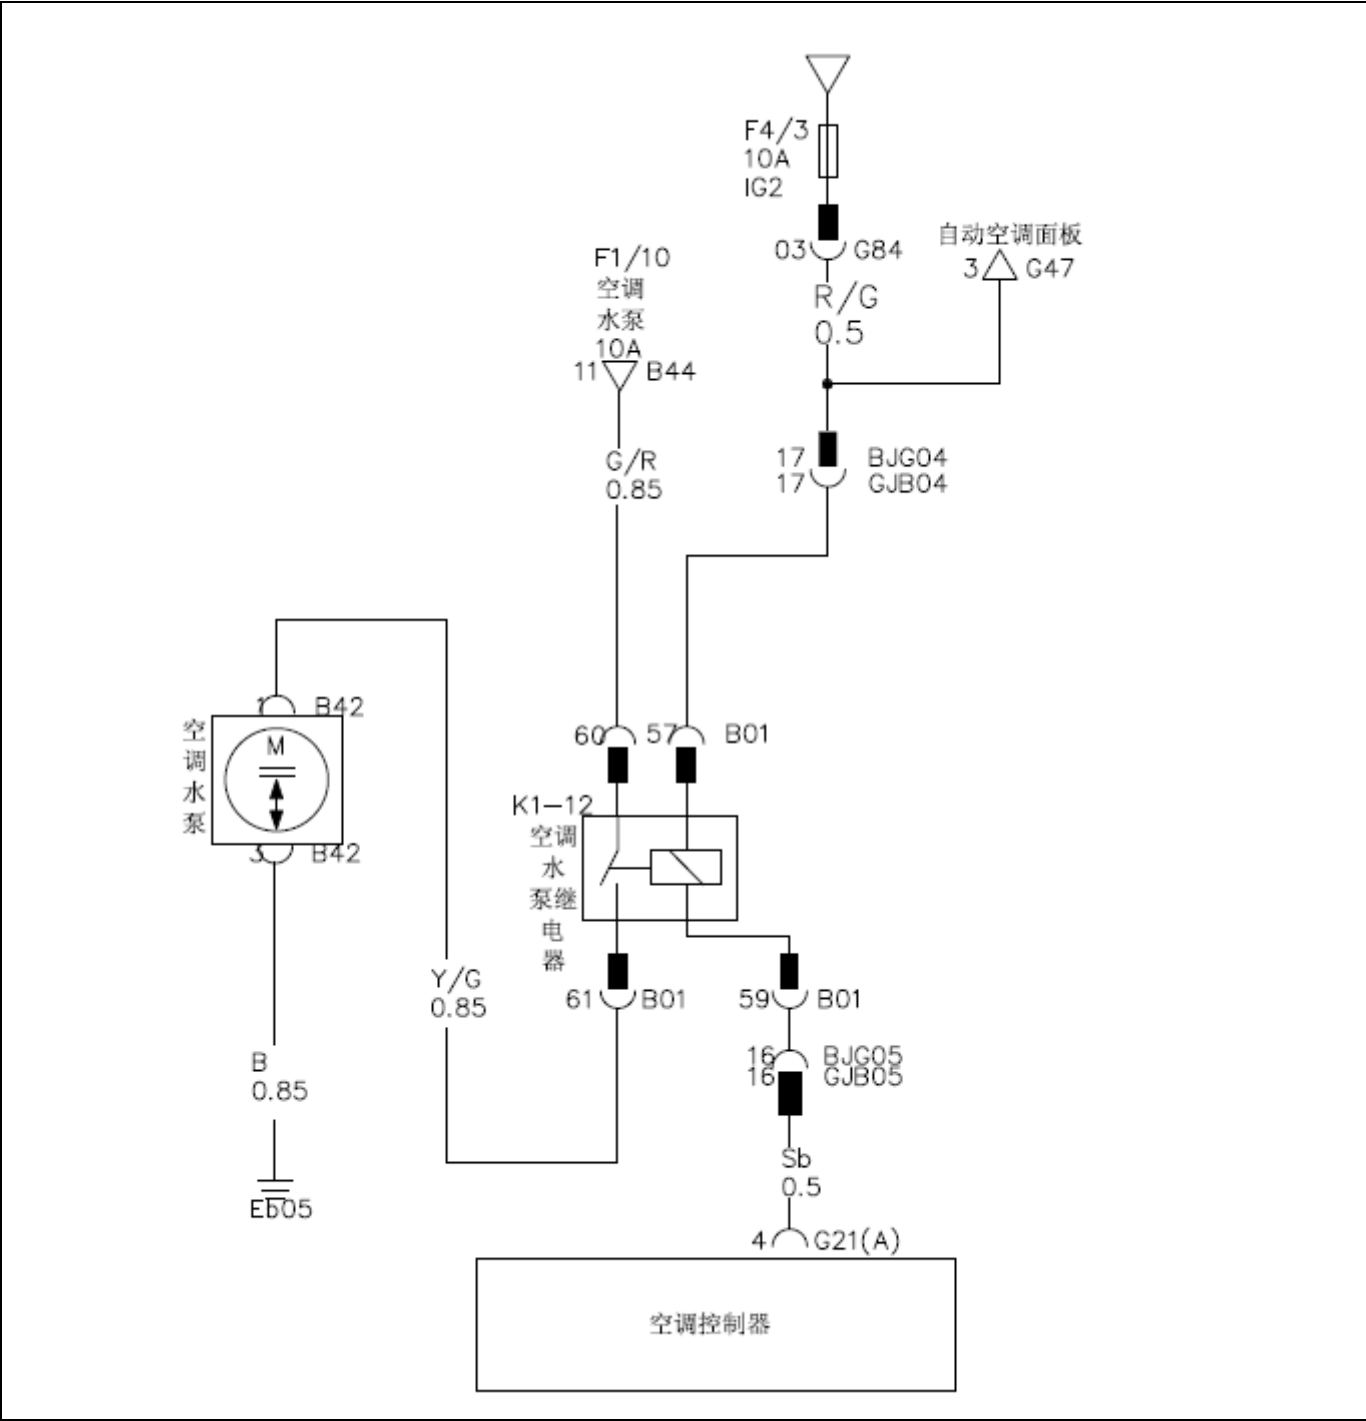 F4/3
10A
IG2
03 G84
自动空调面板
3 G47
R/G
0.5
F1/10
空调
水泵
10A
11 B44
G/R
0.85
17 BJG04
17 GJB04
1 B42
空
调
水
泵
M
3 B42
60 57 B01
K1-12
空调
水
泵继
电
器
61 B01
59 B01
Y/G
0.85
16 BJG05
16 GJB05
B
0.85
Sb
0.5
Eb05
4 G21(A)
空调控制器